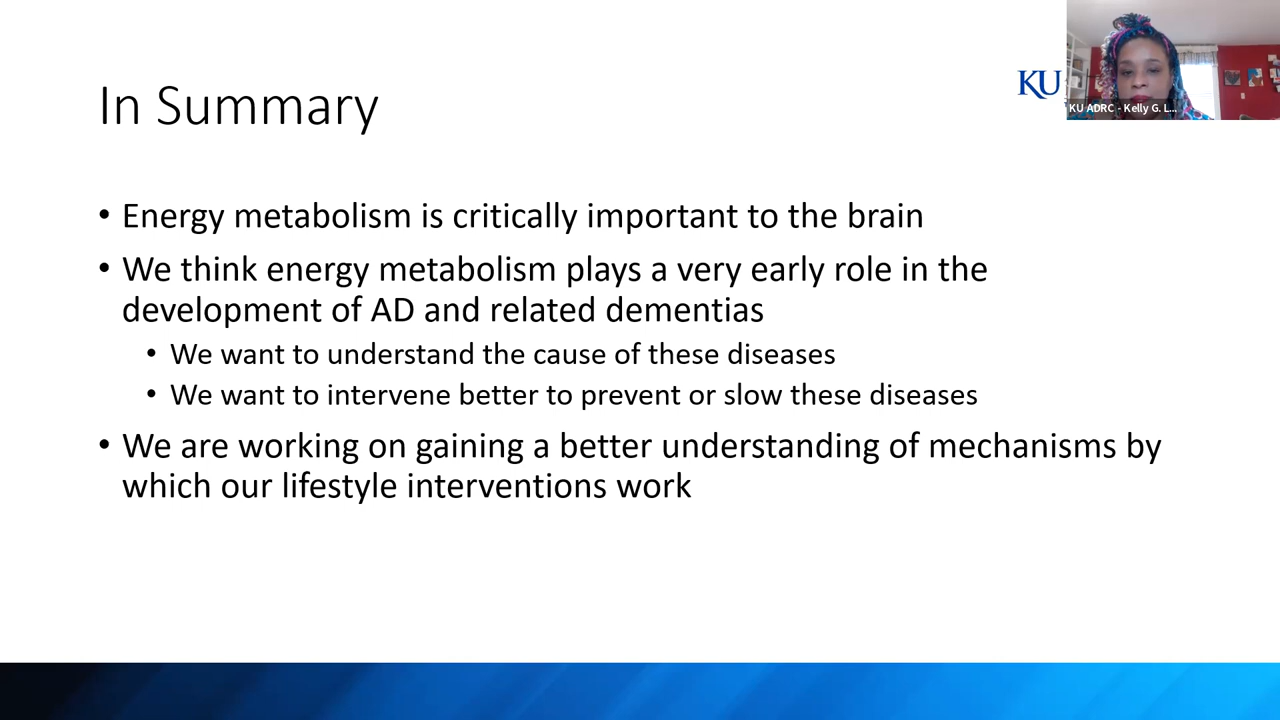 In Summary
KU
KU ADRC - Kelly G. L...
• Energy metabolism is critically important to the brain
• We think energy metabolism plays a very early role in the
development of AD and related dementias
• We want to understand the cause of these diseases
• We want to intervene better to prevent or slow these diseases
• We are working on gaining a better understanding of mechanisms by
which our lifestyle interventions work